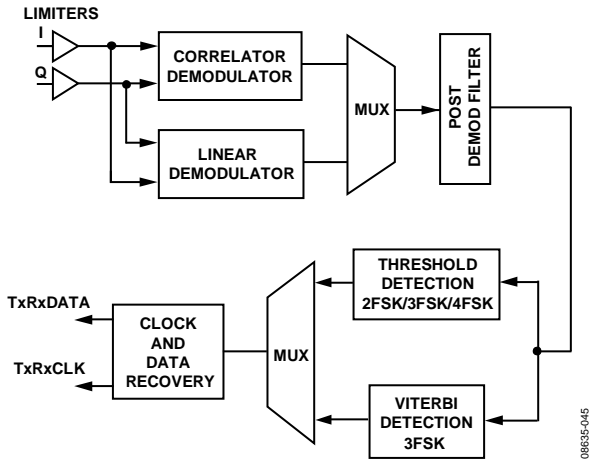 LIMITERS
I
Q
CORRELATOR
DEMODULATOR
LINEAR
DEMODULATOR
MUX
POST
DEMOD FILTER
THRESHOLD
DETECTION
2FSK/3FSK/4FSK
VITERBI
DETECTION
3FSK
MUX
CLOCK
AND
DATA
RECOVERY
TxRxDATA
TxRxCLK
08635-045